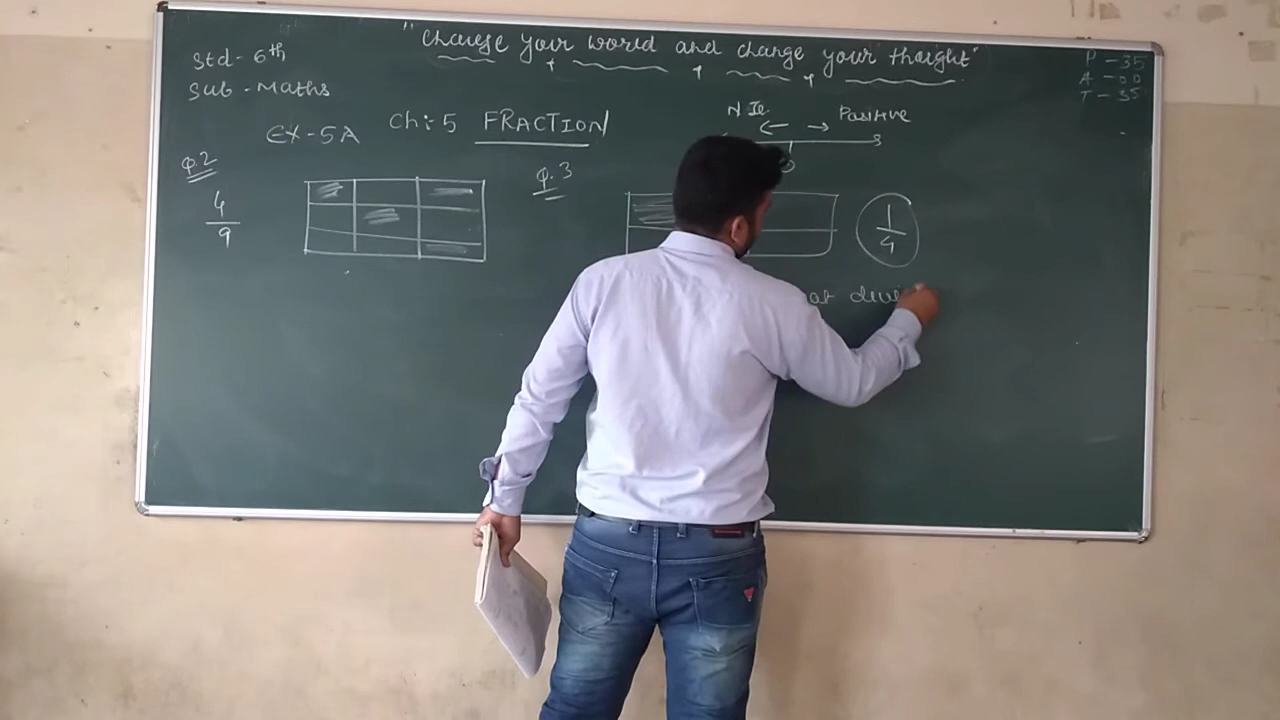 Std- 6th
Sub - Maths
"Change your world and change your thought"
P - 35
A - 00
T - 35
EX - 5A
Ch: 5 FRACTION
Positive
0
Q.2
4
9
Q.3
1
4